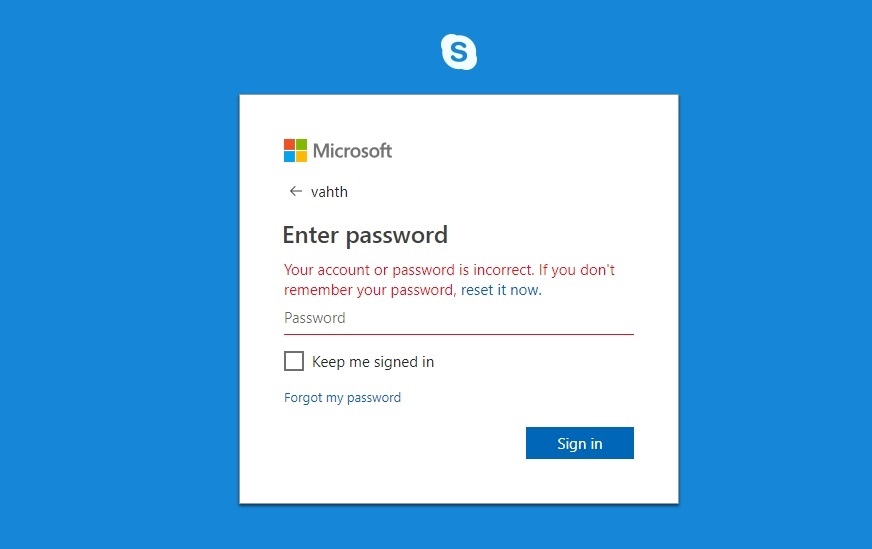 S
Microsoft
← vahth
Enter password
Your account or password is incorrect. If you don't
remember your password, reset it now.
Password
Keep me signed in
Forgot my password
Sign in